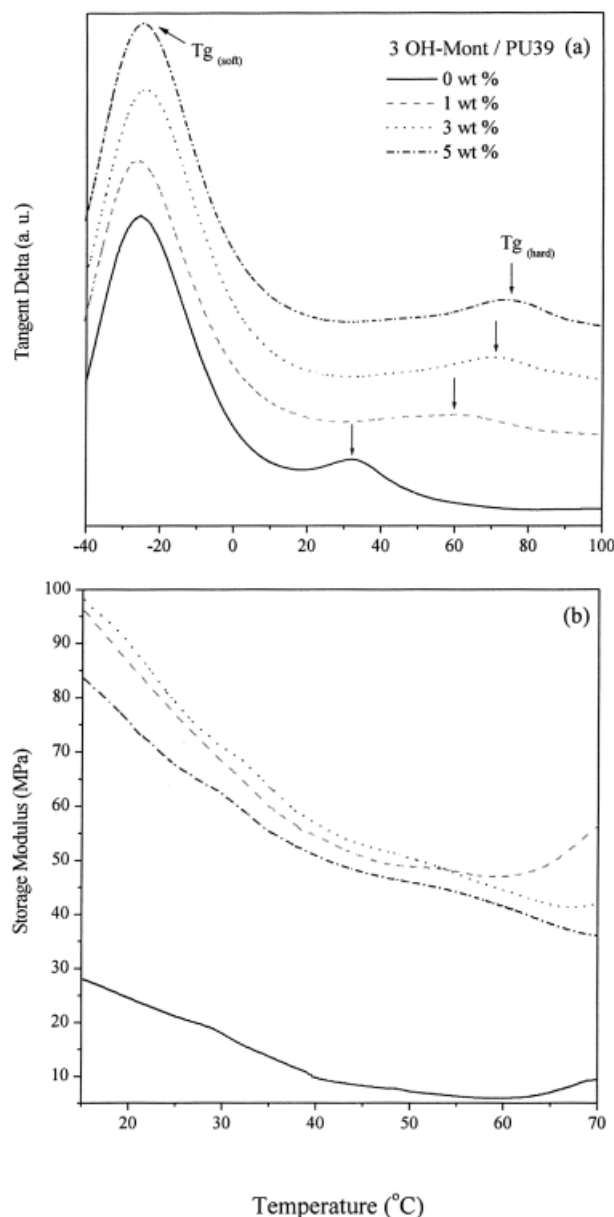 3 OH-Mont / PU39 (a)
Tg (soft)
0 wt %
1 wt %
3 wt %
5 wt %
Tg (hard)
Tangent Delta (a. u.)
-40 -20 0 20 40 60 80 100
100
90
80
70
60
50
40
30
20
10
(b)
Storage Modulus (MPa)
20 30 40 50 60 70
Temperature (°C)